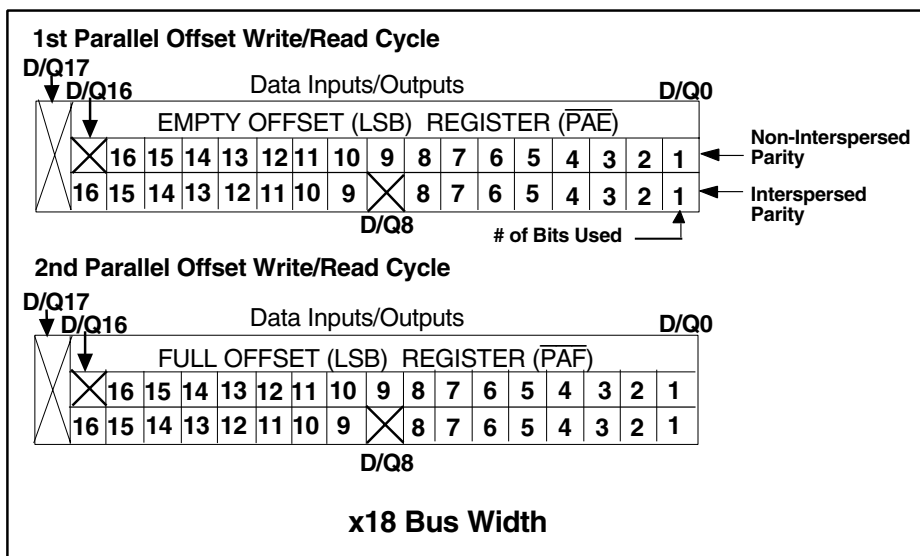 1st Parallel Offset Write/Read Cycle
D/Q17
D/Q16 Data Inputs/Outputs D/Q0
EMPTY OFFSET (LSB) REGISTER (PAE)
16 15 14 13 12 11 10 9 8 7 6 5 4 3 2 1 Non-Interspersed Parity
16 15 14 13 12 11 10 9 8 7 6 5 4 3 2 1 Interspersed Parity
D/Q8
# of Bits Used
2nd Parallel Offset Write/Read Cycle
D/Q17
D/Q16 Data Inputs/Outputs D/Q0
FULL OFFSET (LSB) REGISTER (PAF)
16 15 14 13 12 11 10 9 8 7 6 5 4 3 2 1
16 15 14 13 12 11 10 9 8 7 6 5 4 3 2 1
D/Q8
x18 Bus Width